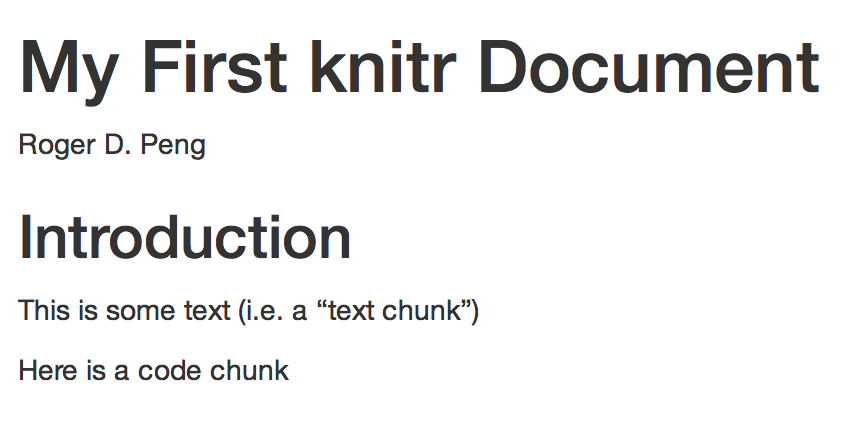 My First knitr Document
Roger D. Peng
Introduction
This is some text (i.e. a “text chunk”)
Here is a code chunk